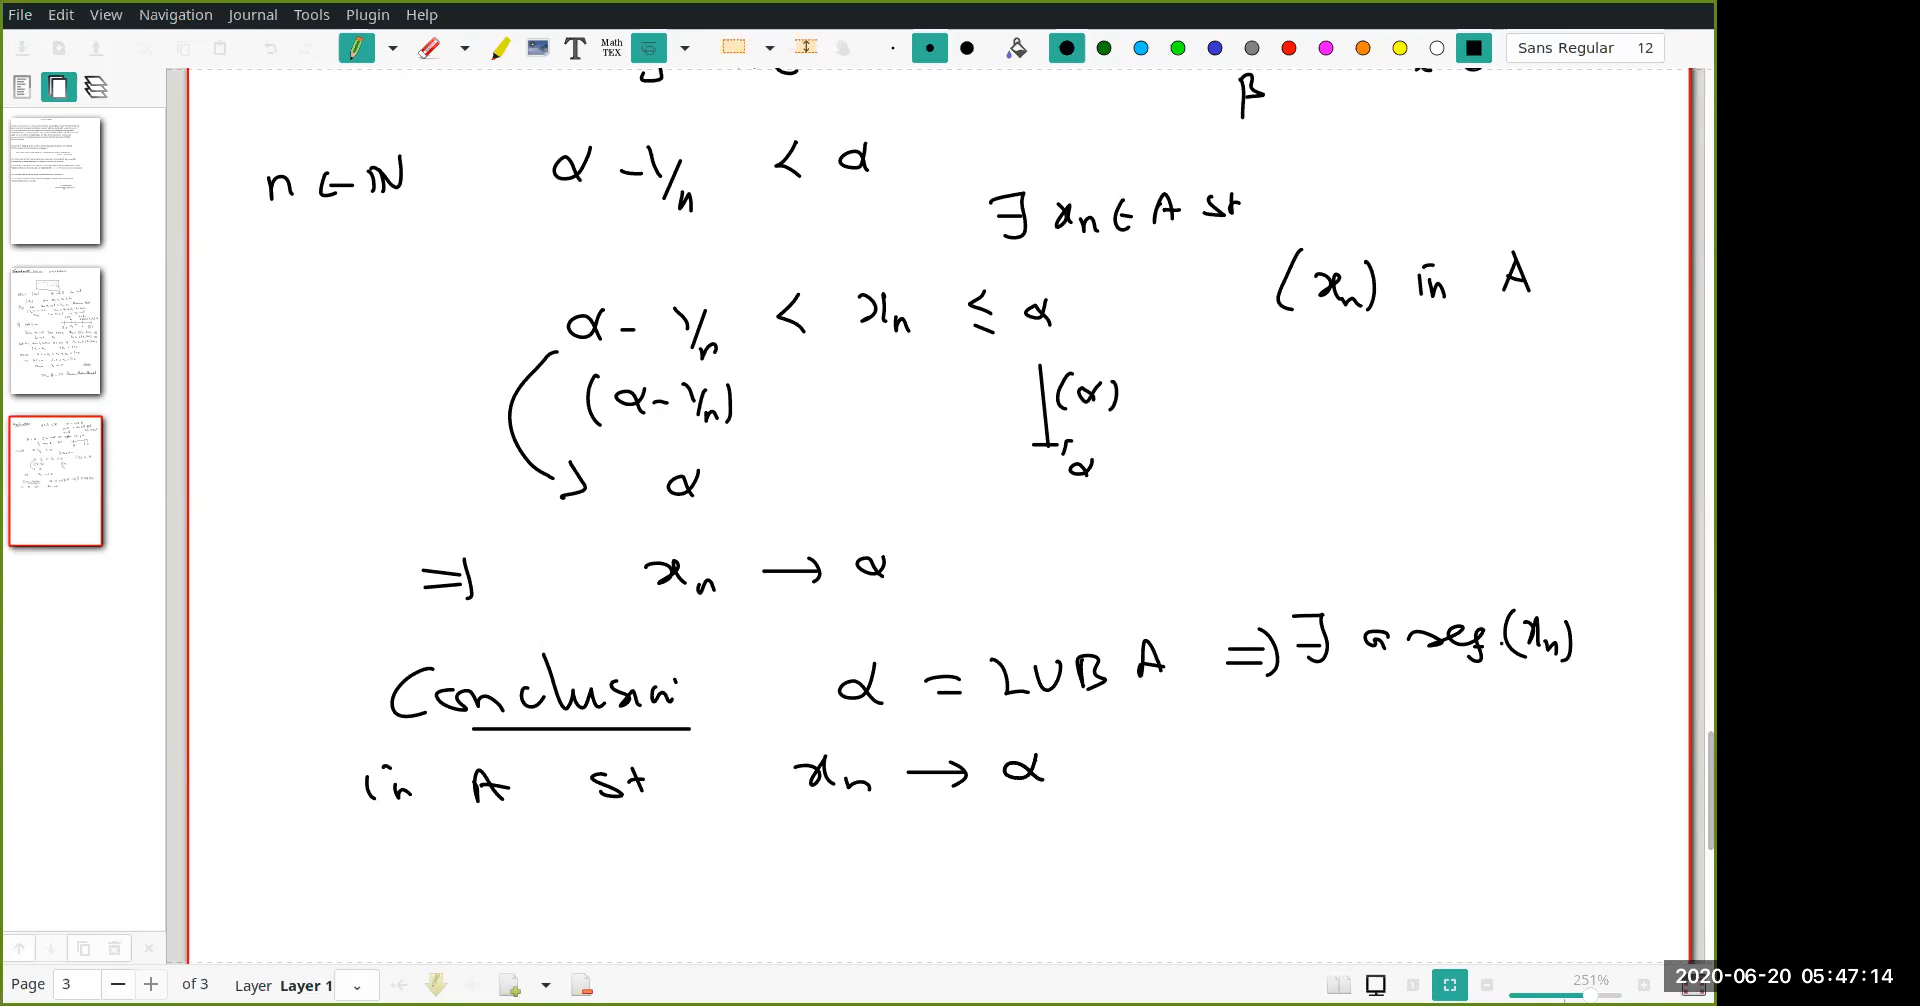 File Edit View Navigation Journal Tools Plugin Help
Math TEX
Sans Regular 12
β
n ∈ ℕ α - 1/n < α
∃ xn ∈ A st
(xn) in A
α - 1/n < xn ≤ α
(α - 1/n) (α)
α α
⇒ xn → α
Conclusion α = LUB A ⇒ ∃ a seq. (xn)
in A st xn → α
Page 3 of 3 Layer Layer 1
251%
2020-06-20 05:47:14